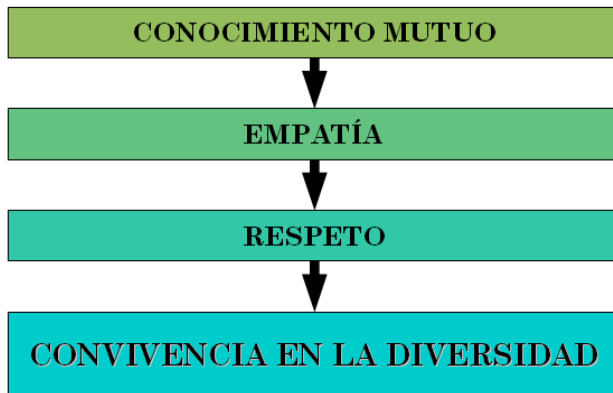 CONOCIMIENTO MUTUO
EMPATÍA
RESPETO
CONVIVENCIA EN LA DIVERSIDAD